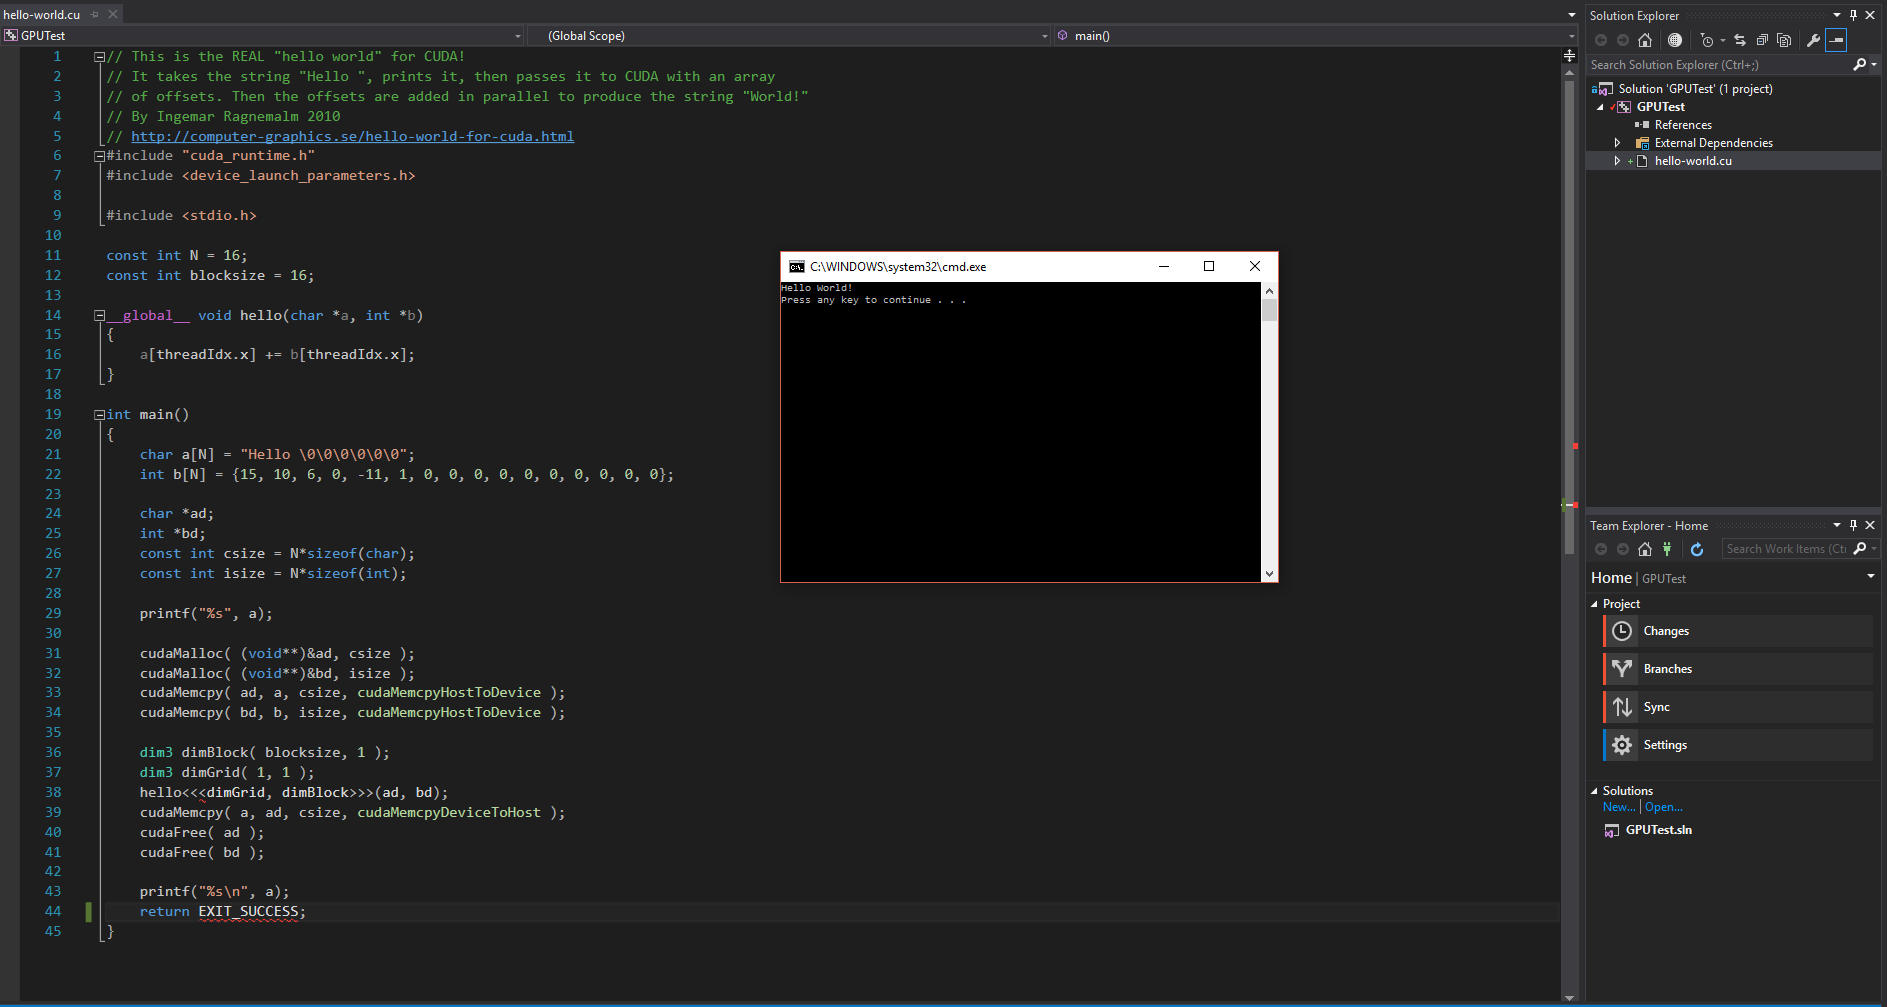 hello-world.cu
GPUTest
(Global Scope)
main()
1 // This is the REAL "hello world" for CUDA!
2 // It takes the string "Hello ", prints it, then passes it to CUDA with an array
3 // of offsets. Then the offsets are added in parallel to produce the string "World!"
4 // By Ingemar Ragnemalm 2010
5 // http://computer-graphics.se/hello-world-for-cuda.html
6 #include "cuda_runtime.h"
7 #include <device_launch_parameters.h>
8
9 #include <stdio.h>
10
11 const int N = 16;
12 const int blocksize = 16;
13
14 __global__ void hello(char *a, int *b)
15 {
16     a[threadIdx.x] += b[threadIdx.x];
17 }
18
19 int main()
20 {
21     char a[N] = "Hello \0\0\0\0\0\0";
22     int b[N] = {15, 10, 6, 0, -11, 1, 0, 0, 0, 0, 0, 0, 0, 0, 0, 0};
23
24     char *ad;
25     int *bd;
26     const int csize = N*sizeof(char);
27     const int isize = N*sizeof(int);
28
29     printf("%s", a);
30
31     cudaMalloc( (void**)&ad, csize );
32     cudaMalloc( (void**)&bd, isize );
33     cudaMemcpy( ad, a, csize, cudaMemcpyHostToDevice );
34     cudaMemcpy( bd, b, isize, cudaMemcpyHostToDevice );
35
36     dim3 dimBlock( blocksize, 1 );
37     dim3 dimGrid( 1, 1 );
38     hello<<<dimGrid, dimBlock>>>(ad, bd);
39     cudaMemcpy( a, ad, csize, cudaMemcpyDeviceToHost );
40     cudaFree( ad );
41     cudaFree( bd );
42
43     printf("%s\n", a);
44     return EXIT_SUCCESS;
45 }
C:\WINDOWS\system32\cmd.exe
Hello World!
Press any key to continue . . .
Solution Explorer
Search Solution Explorer (Ctrl+;)
Solution 'GPUTest' (1 project)
GPUTest
References
External Dependencies
hello-world.cu
Team Explorer - Home
Search Work Items (Ct
Home | GPUTest
Project
Changes
Branches
Sync
Settings
Solutions
New... | Open...
GPUTest.sln